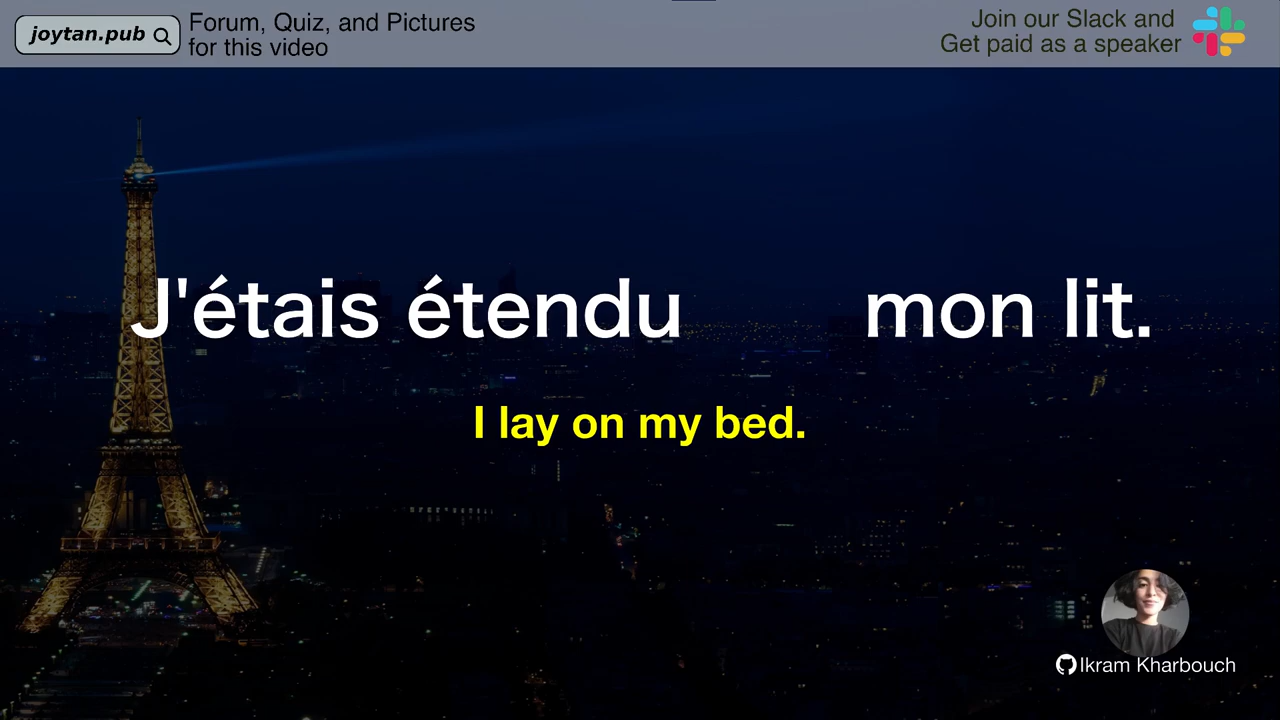 joytan.pub
Forum, Quiz, and Pictures
for this video
Join our Slack and
Get paid as a speaker
J'étais étendu mon lit.
I lay on my bed.
Ikram Kharbouch